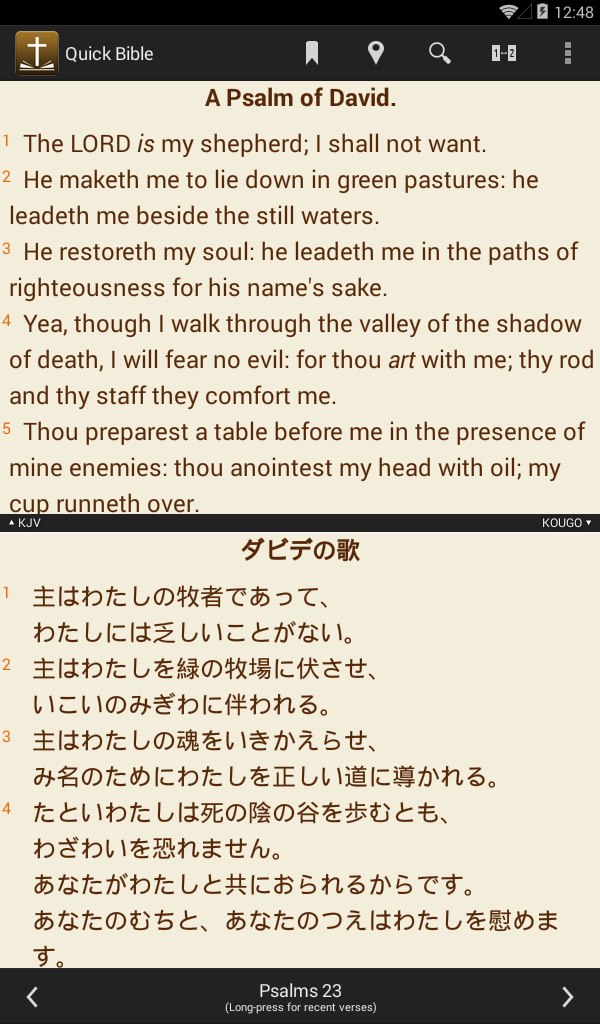 12:48
Quick Bible
1↔2
A Psalm of David.
1 The LORD is my shepherd; I shall not want.
2 He maketh me to lie down in green pastures: he
leadeth me beside the still waters.
3 He restoreth my soul: he leadeth me in the paths of
righteousness for his name's sake.
4 Yea, though I walk through the valley of the shadow
of death, I will fear no evil: for thou art with me; thy rod
and thy staff they comfort me.
5 Thou preparest a table before me in the presence of
mine enemies: thou anointest my head with oil; my
cup runneth over.
▲ KJV KOUGO ▼
ダビデの歌
1 主はわたしの牧者であって、
わたしには乏しいことがない。
2 主はわたしを緑の牧場に伏させ、
いこいのみぎわに伴われる。
3 主はわたしの魂をいきかえらせ、
み名のためにわたしを正しい道に導かれる。
4 たといわたしは死の陰の谷を歩むとも、
わざわいを恐れません。
あなたがわたしと共におられるからです。
あなたのむちと、あなたのつえはわたしを慰めま
す。
Psalms 23
(Long-press for recent verses)